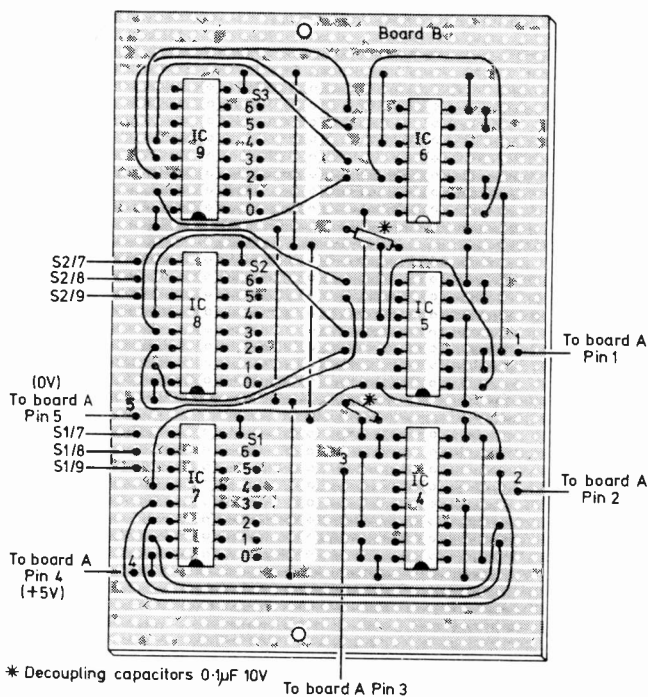 Board B
S3
6
5
4
3
2
1
0
IC
9
IC
6
*
S2/7
S2/8
S2/9
S2
6
5
4
3
2
1
0
IC
8
IC
5
1
To board A
Pin 1
(0V)
To board A
Pin 5
5
S1/7
S1/8
S1/9
*
S1
6
5
4
3
2
1
0
IC
7
3
IC
4
2
To board A
Pin 2
To board A
Pin 4
(+5V)
4
* Decoupling capacitors 0·1µF 10V
To board A Pin 3